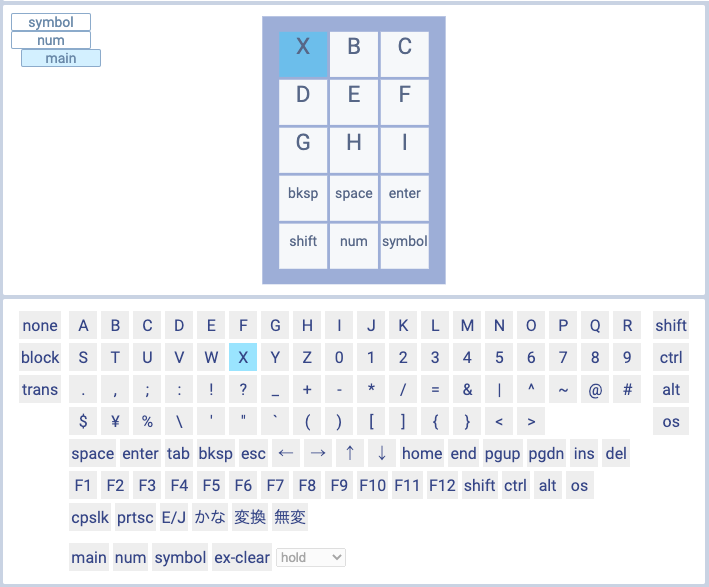 symbol
num
main
X B C
D E F
G H I
bksp space enter
shift num symbol
none A B C D E F G H I J K L M N O P Q R shift
block S T U V W X Y Z 0 1 2 3 4 5 6 7 8 9 ctrl
trans . , ; : ! ? _ + - * / = & | ^ ~ @ # alt
$ ¥ % \ ' " ` ( ) [ ] { } < > os
space enter tab bksp esc ← → ↑ ↓ home end pgup pgdn ins del
F1 F2 F3 F4 F5 F6 F7 F8 F9 F10 F11 F12 shift ctrl alt os
cpslk prtsc E/J かな 変換 無変
main num symbol ex-clear hold